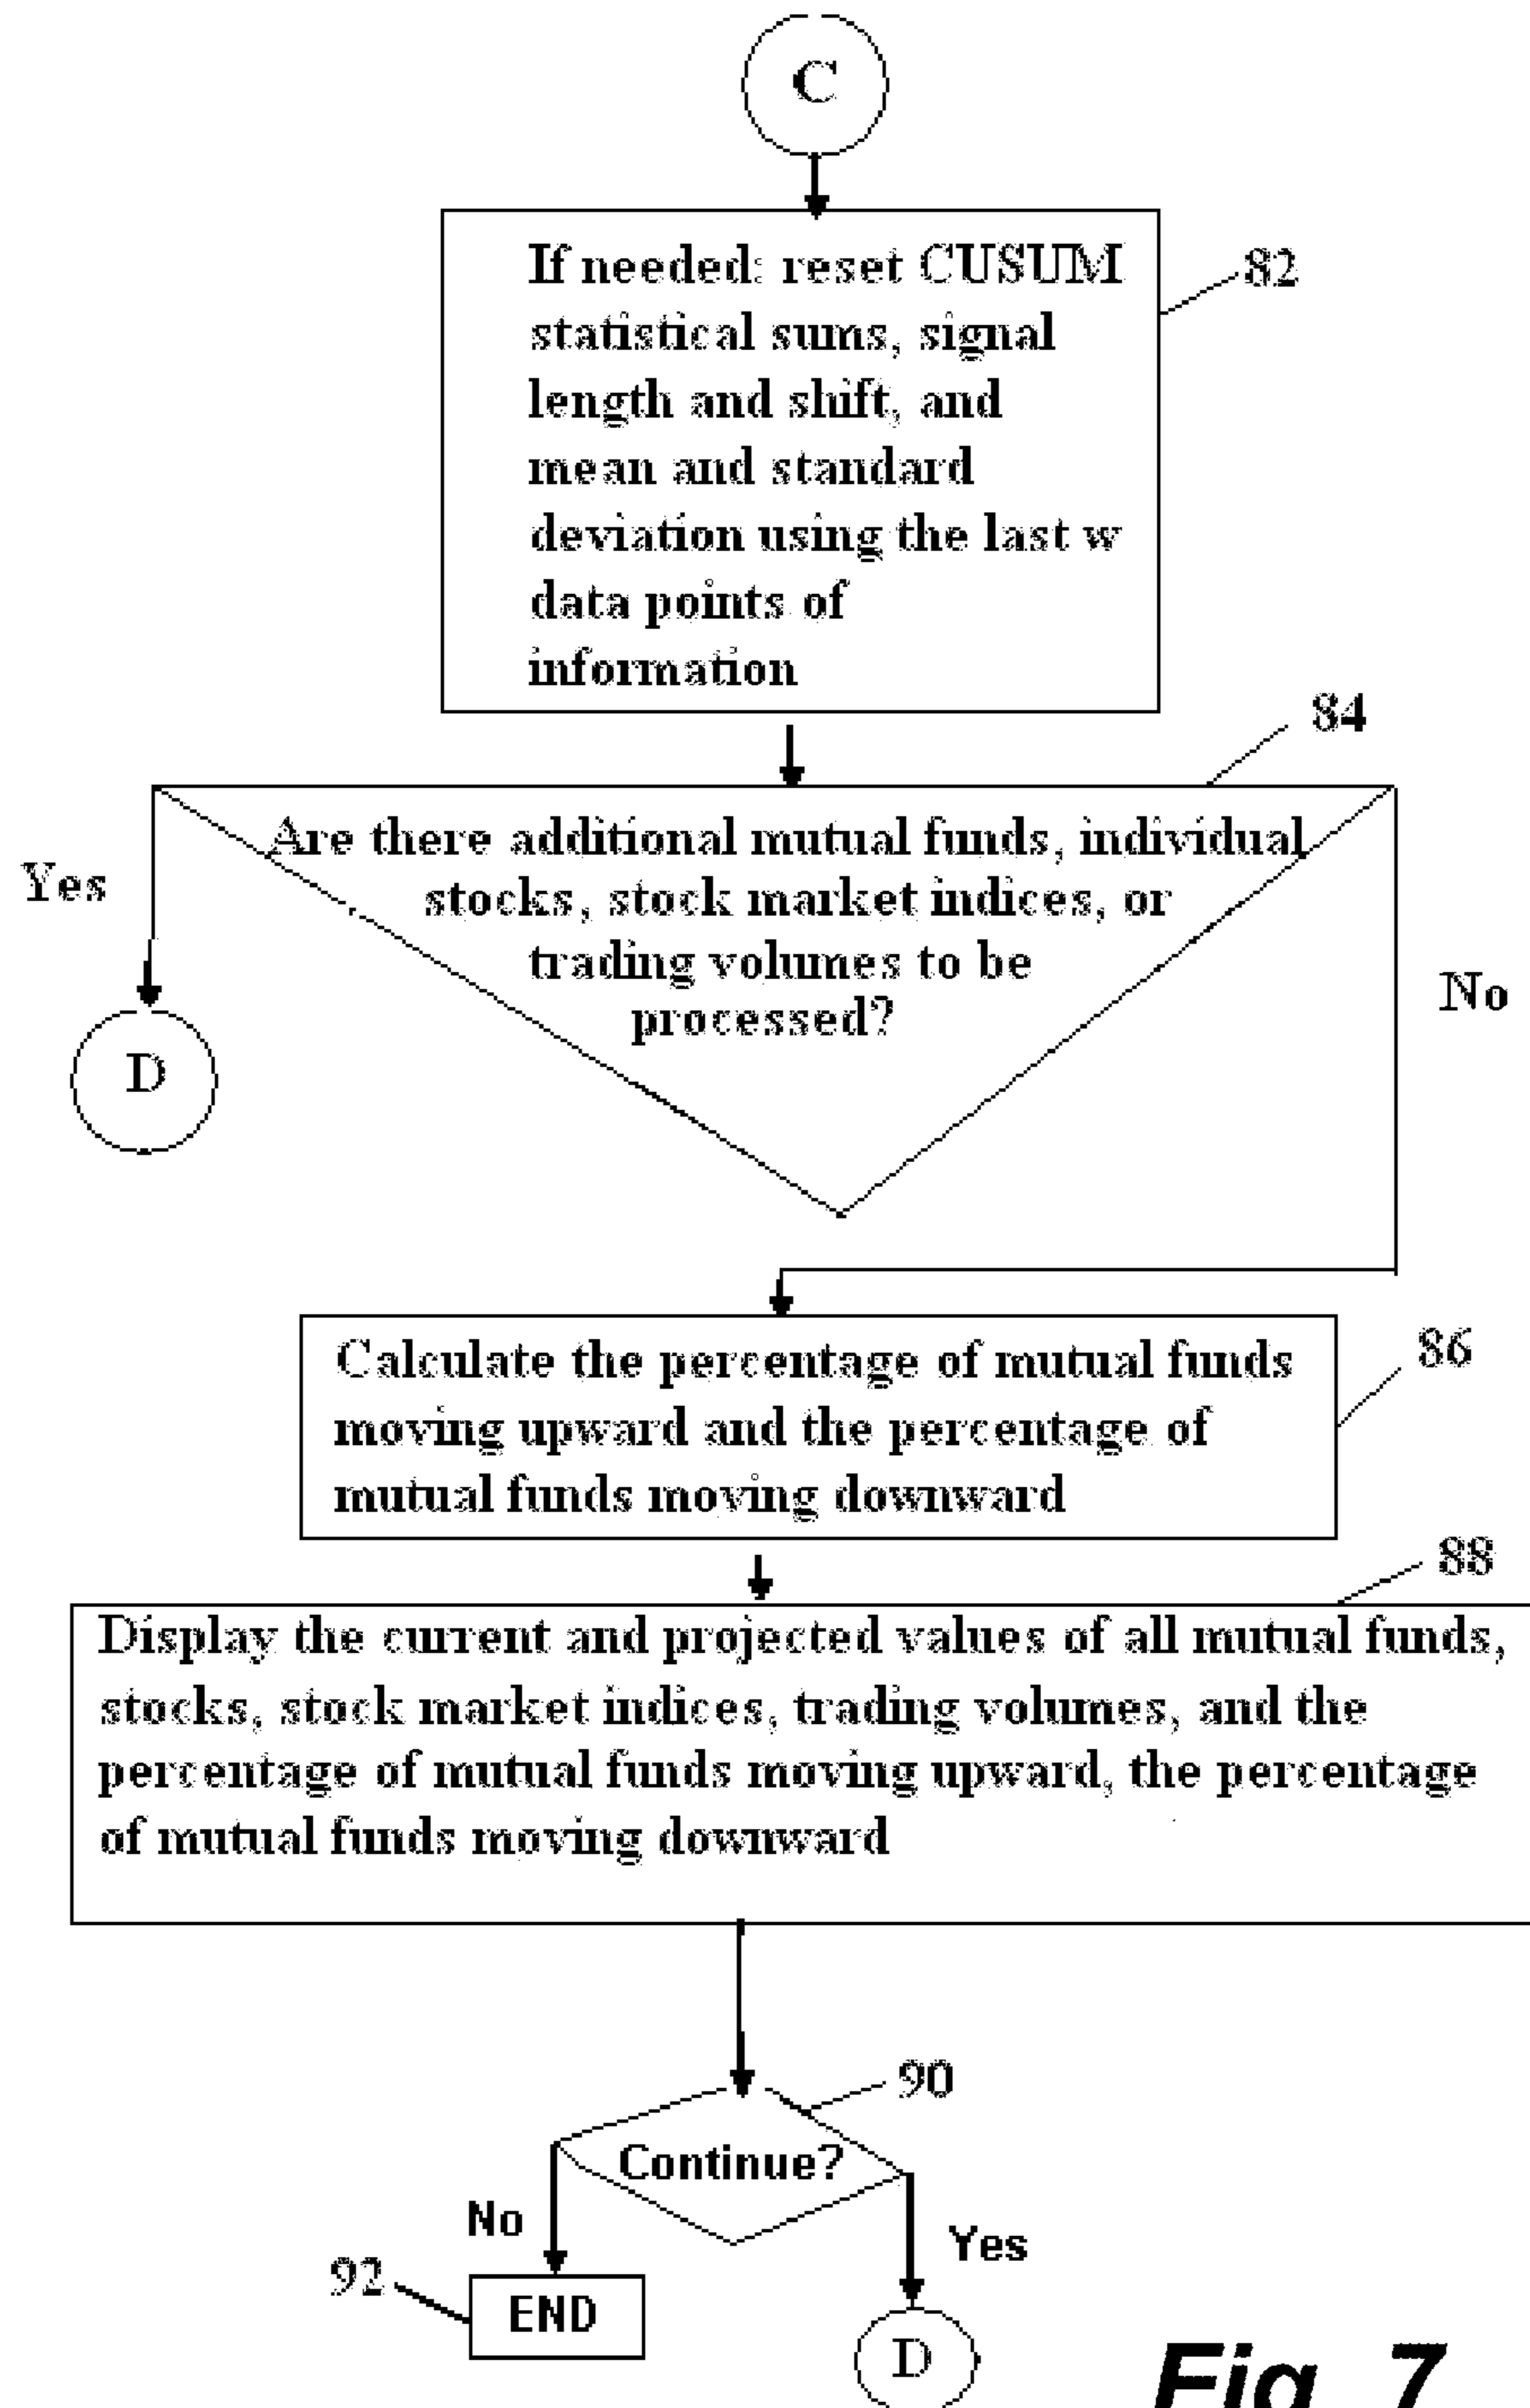 C
If needed: reset CUSUM
statistical sums, signal
length and shift, and
mean and standard
deviation using the last w
data points of
information
82
84
Are there additional mutual funds, individual
stocks, stock market indices, or
trading volumes to be
processed?
Yes
No
D
Calculate the percentage of mutual funds
moving upward and the percentage of
mutual funds moving downward
86
88
Display the current and projected values of all mutual funds,
stocks, stock market indices, trading volumes, and the
percentage of mutual funds moving upward, the percentage
of mutual funds moving downward
90
Continue?
No
Yes
92
END
D
Fig. 7